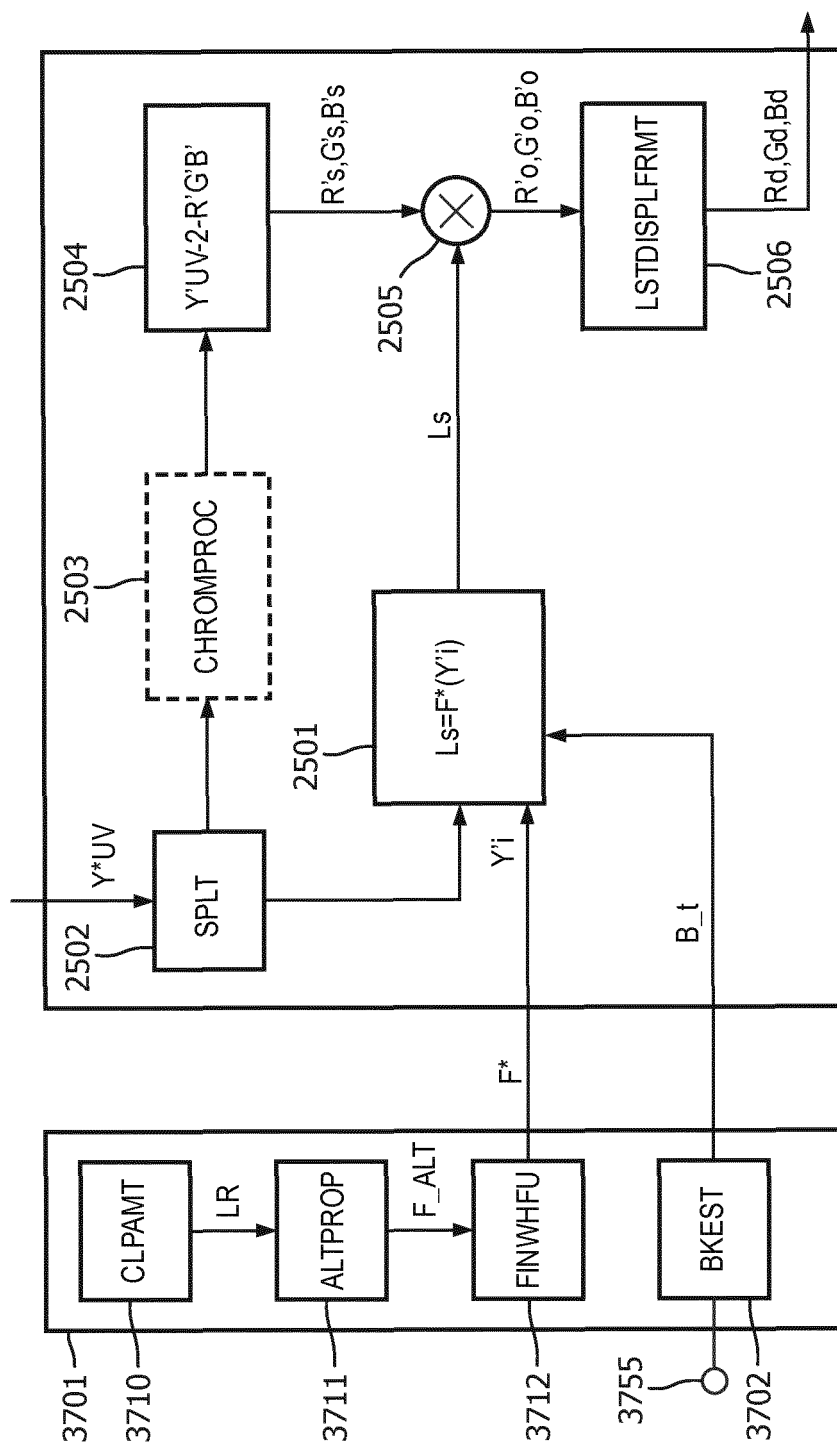 3701
3710
CLPAMT
LR
3711
ALTPROP
F_ALT
3712
FINWHFU
F*
3755
3702
BKEST
B_t
Y*UV
2502
SPLT
2503
CHROMPROC
2504
Y'UV-2-R'G'B'
R's,G's,B's
2501
Ls=F*(Y'i)
Y'i
Ls
2505
R'o,G'o,B'o
LSTDISPLFRMT
2506
Rd,Gd,Bd